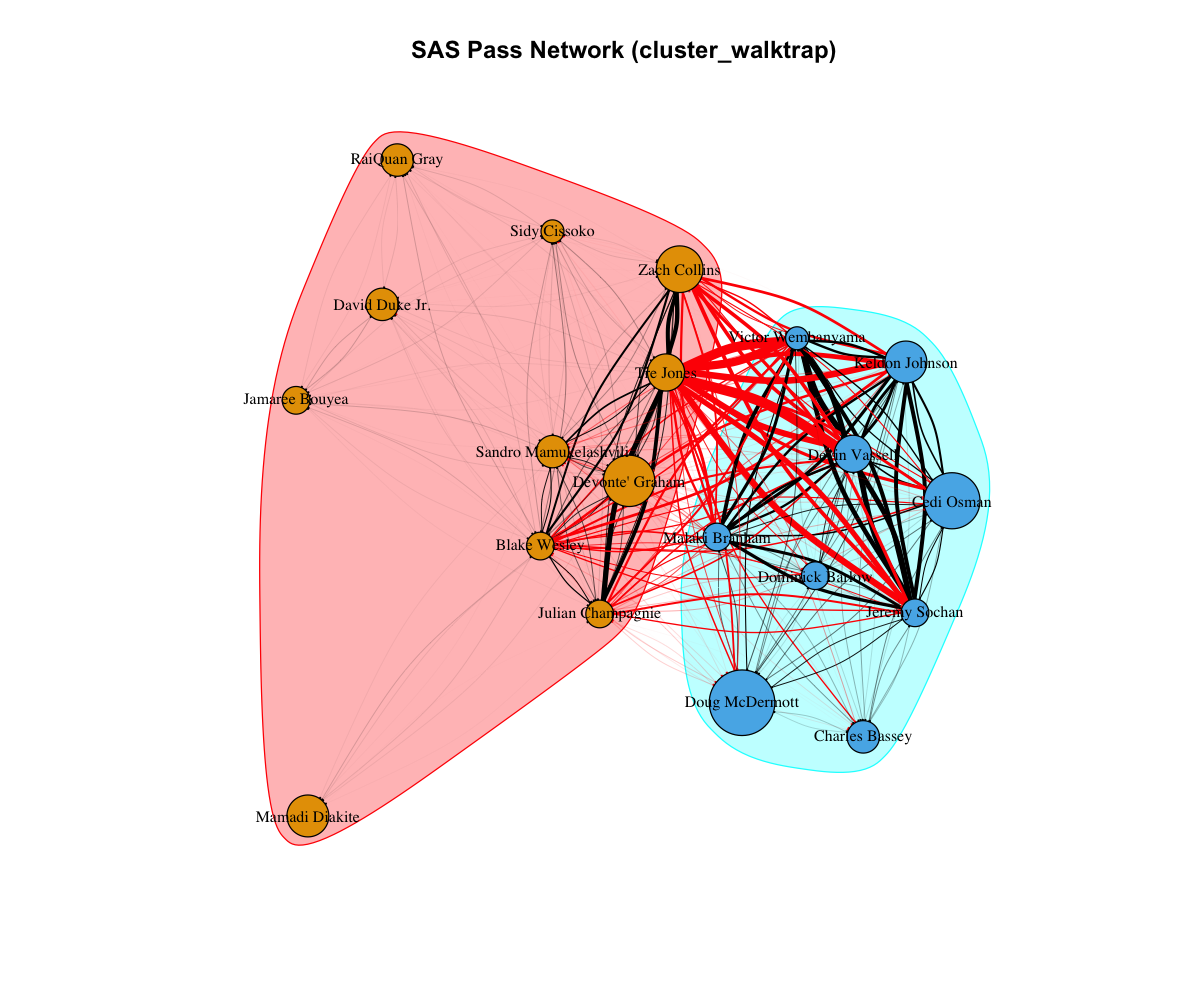 SAS Pass Network (cluster_walktrap)
RaiQuan Gray
Sidy Cissoko
Zach Collins
David Duke Jr.
Victor Wembanyama
Keldon Johnson
Tre Jones
Jamaree Bouyea
Sandro Mamukelashvili
Devin Vassell
Devonte' Graham
Cedi Osman
Malaki Branham
Blake Wesley
Dominick Barlow
Julian Champagnie
Jeremy Sochan
Doug McDermott
Charles Bassey
Mamadi Diakite